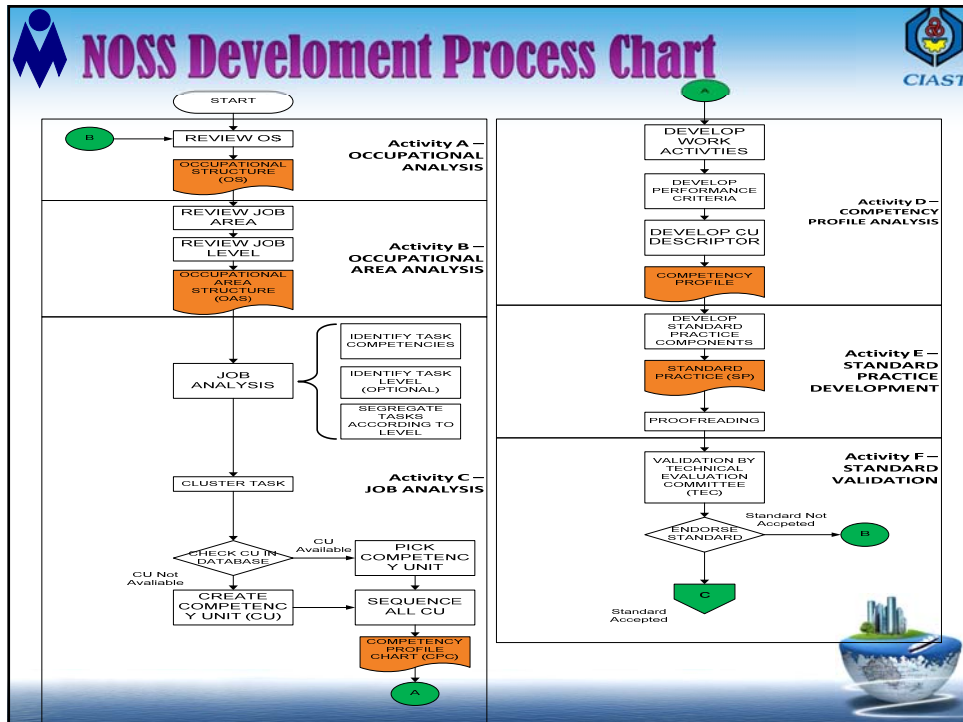 NOSS Develoment Process Chart
CIAST
START
B
REVIEW OS
OCCUPATIONAL
STRUCTURE
(OS)
Activity A –
OCCUPATIONAL
ANALYSIS
REVIEW JOB
AREA
REVIEW JOB
LEVEL
OCCUPATIONAL
AREA
STRUCTURE
(OAS)
Activity B –
OCCUPATIONAL
AREA ANALYSIS
JOB
ANALYSIS
IDENTIFY TASK
COMPETENCIES
IDENTIFY TASK
LEVEL
(OPTIONAL)
SEGREGATE
TASKS
ACCORDING TO
LEVEL
CLUSTER TASK
Activity C –
JOB ANALYSIS
CHECK CU IN
DATABASE
CU
Available
CU Not
Avaliable
PICK
COMPETENC
Y UNIT
CREATE
COMPETENC
Y UNIT (CU)
SEQUENCE
ALL CU
COMPETENCY
PROFILE
CHART (CPC)
A
A
DEVELOP
WORK
ACTIVTIES
DEVELOP
PERFORMANCE
CRITERIA
DEVELOP CU
DESCRIPTOR
COMPETENCY
PROFILE
Activity D –
COMPETENCY
PROFILE ANALYSIS
DEVELOP
STANDARD
PRACTICE
COMPONENTS
STANDARD
PRACTICE (SP)
PROOFREADING
Activity E –
STANDARD
PRACTICE
DEVELOPMENT
VALIDATION BY
TECHNICAL
EVALUATION
COMMITTEE
(TEC)
Activity F –
STANDARD
VALIDATION
ENDORSE
STANDARD
Standard Not
Accpeted
B
C
Standard
Accepted